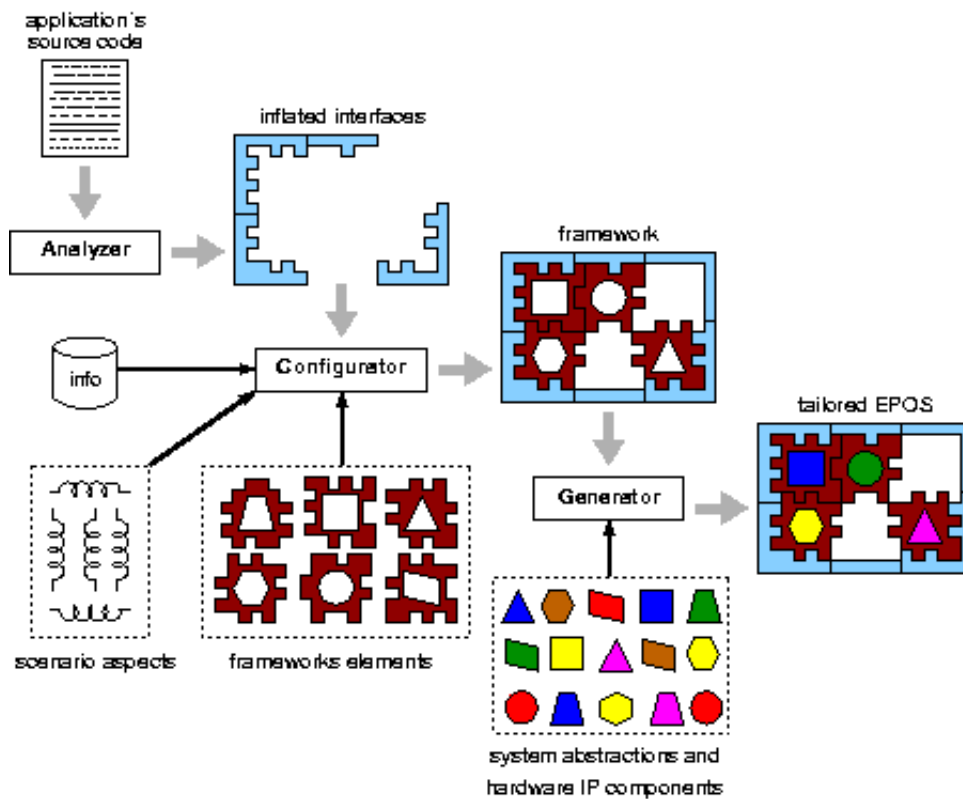 application's
source code
inflated interfaces
Analyzer
framework
info
Configurator
tailored EPOS
Generator
scenario aspects
frameworks elements
system abstractions and
hardware IP components